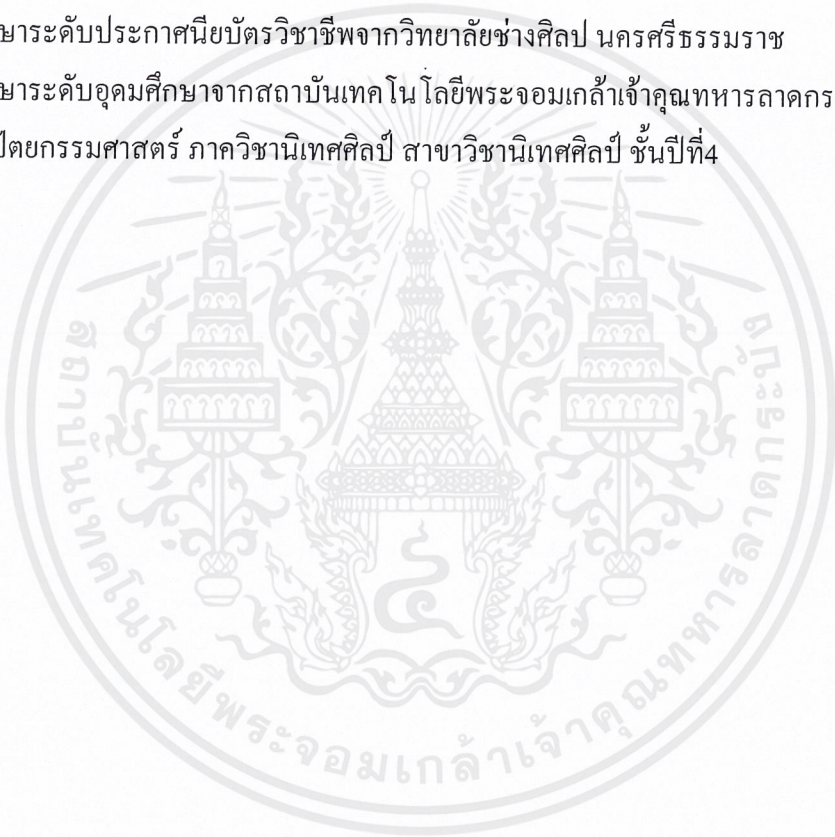 ษาระดับประกาศนียบัตรวิชาชีพจากวิทยาลัยช่างศิลป นครศรีธรรมราช
ษาระดับอุดมศึกษาจากสถาบันเทคโนโลยีพระจอมเกล้าเจ้าคุณทหารลาดกร
ปัตยกรรมศาสตร์ ภาควิชานิเทศศิลป์ สาขาวิชานิเทศศิลป์ ชั้นปีที่4
สถาบันเทคโนโลยีพระจอมเกล้าเจ้าคุณทหารลาดกระบัง